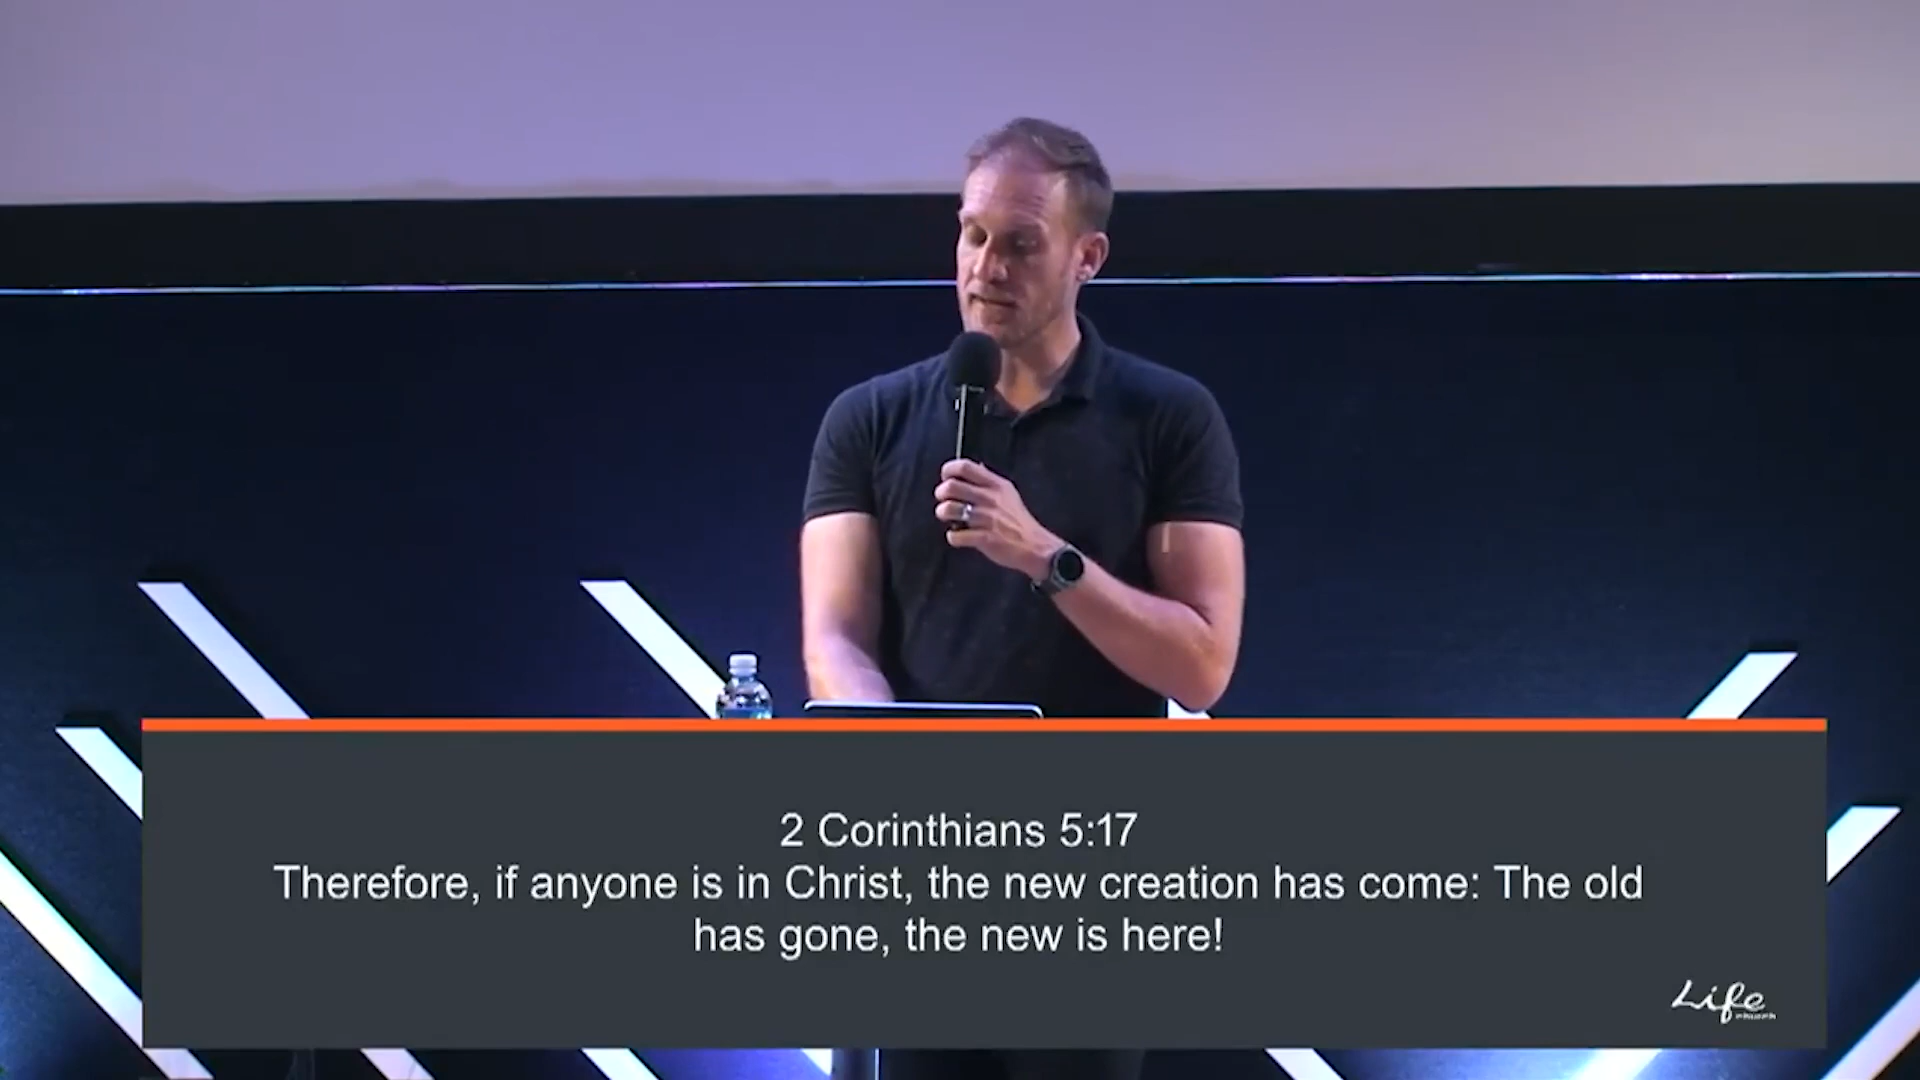 2 Corinthians 5:17
Therefore, if anyone is in Christ, the new creation has come: The old
has gone, the new is here!
Life